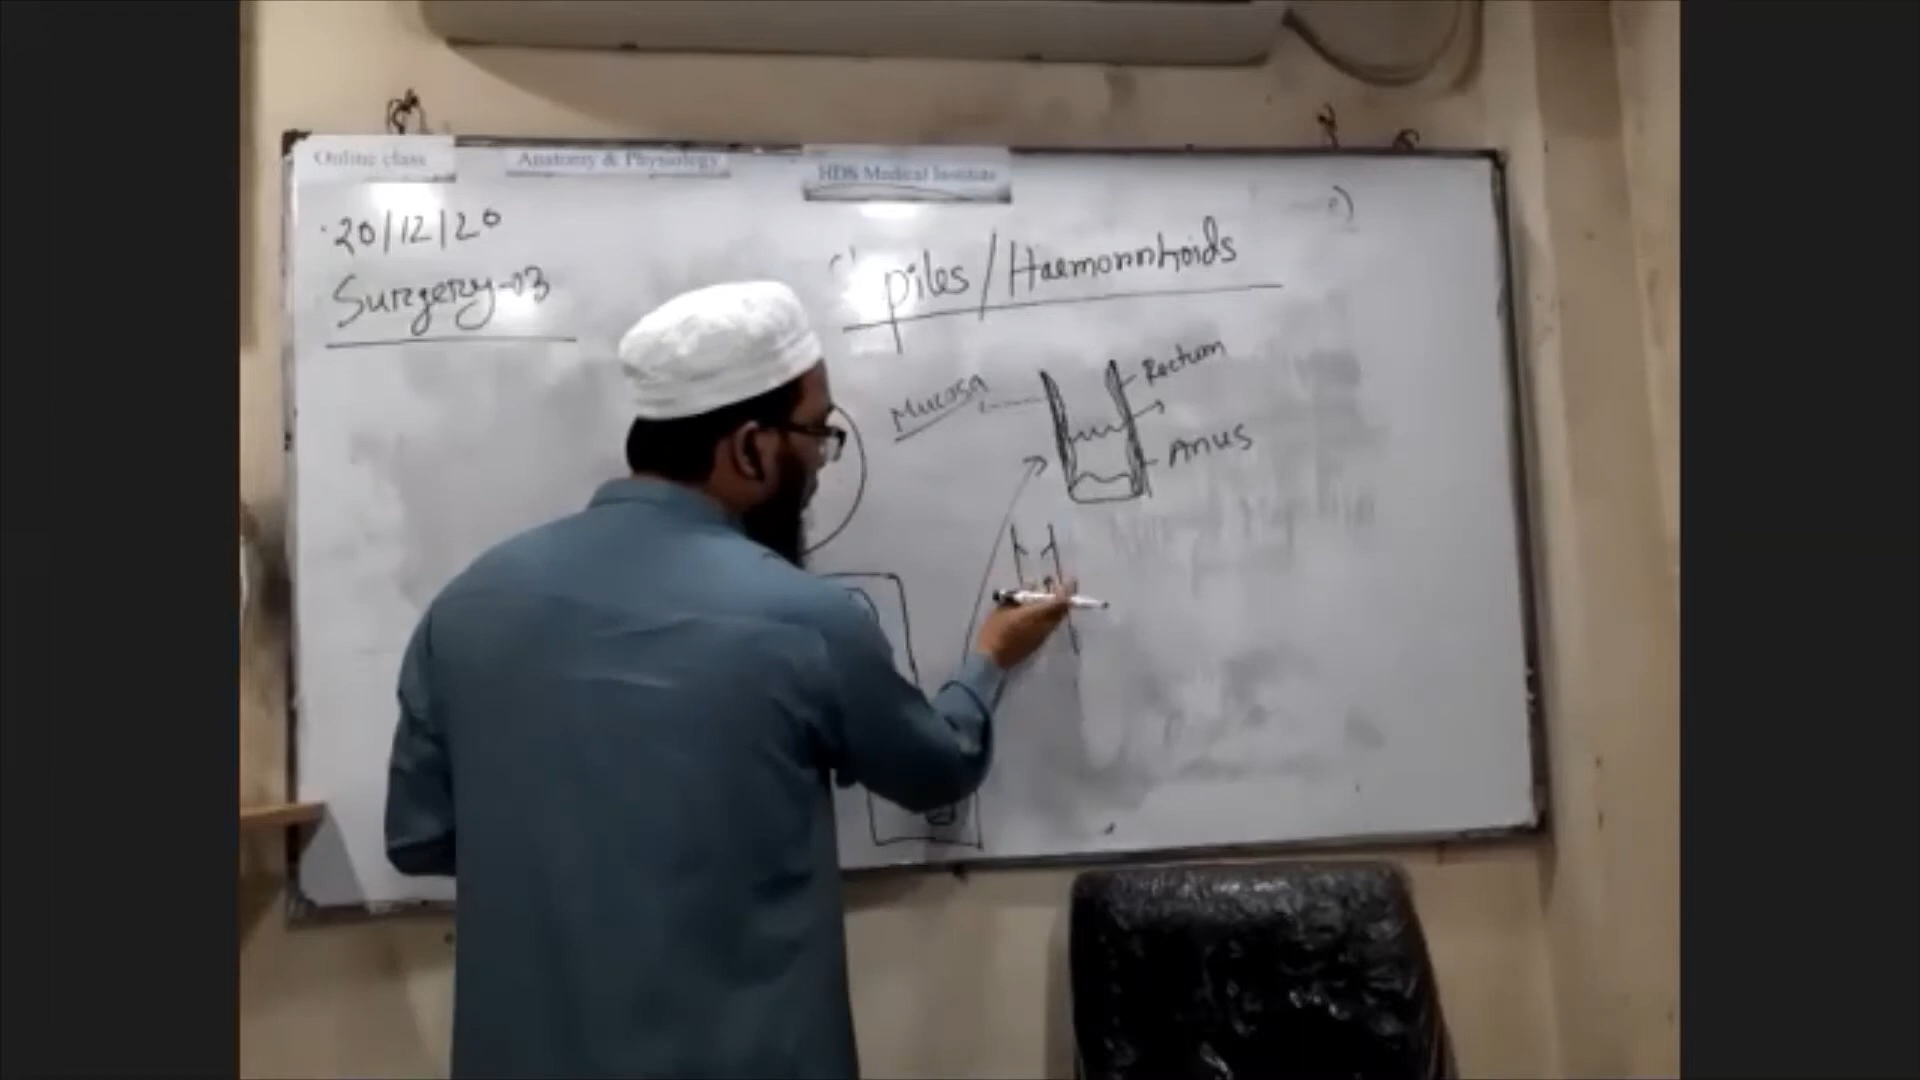 Online class
Anatomy & Physiology
HDS Medical Institute
20/12/20
Surgery-03
piles/Haemorrhoids
Mucosa
Rectum
Anus